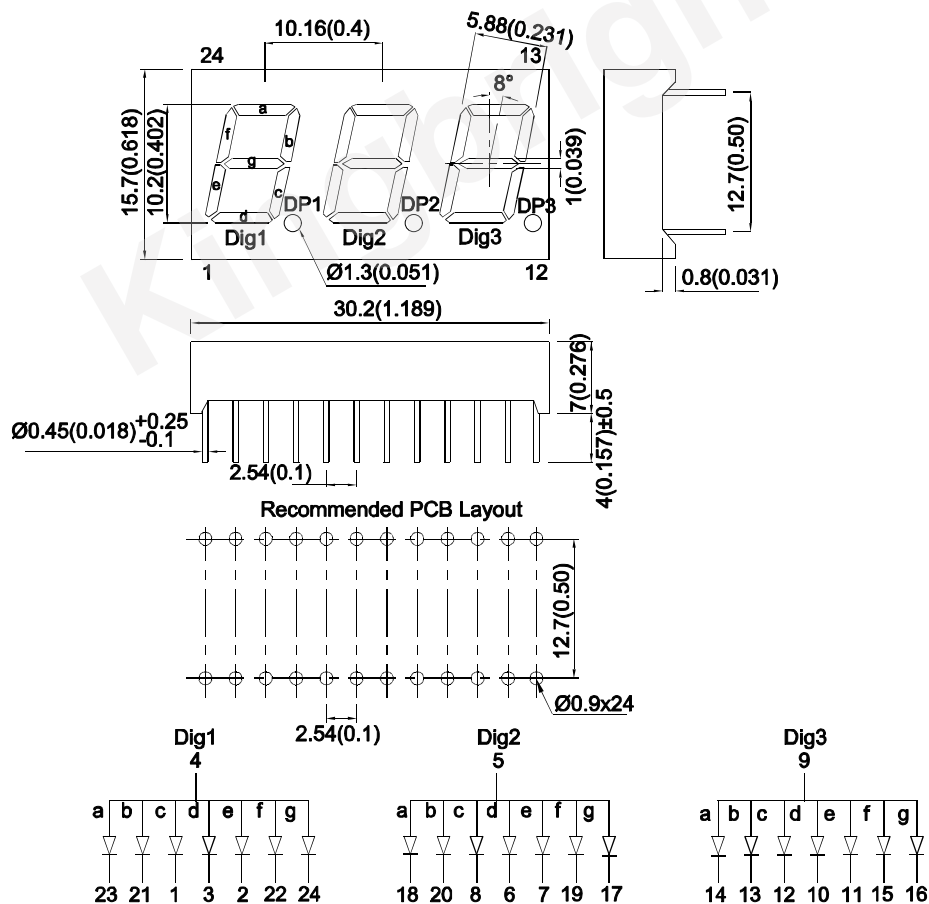 10.16(0.4)
5.88(0.231)
24
13
8°
a
f
b
g
e
c
d
DP1
DP2
DP3
Dig1
Dig2
Dig3
15.7(0.618)
10.2(0.402)
1(0.039)
12.7(0.50)
1
12
Ø1.3(0.051)
0.8(0.031)
30.2(1.189)
7(0.276)
Ø0.45(0.018)+0.25
-0.1
4(0.157)±0.5
2.54(0.1)
Recommended PCB Layout
12.7(0.50)
Ø0.9x24
2.54(0.1)
Dig1 Dig2 Dig3
4 5 9
a b c d e f g a b c d e f g a b c d e f g
23 21 1 3 2 22 24 18 20 8 6 7 19 17 14 13 12 10 11 15 16